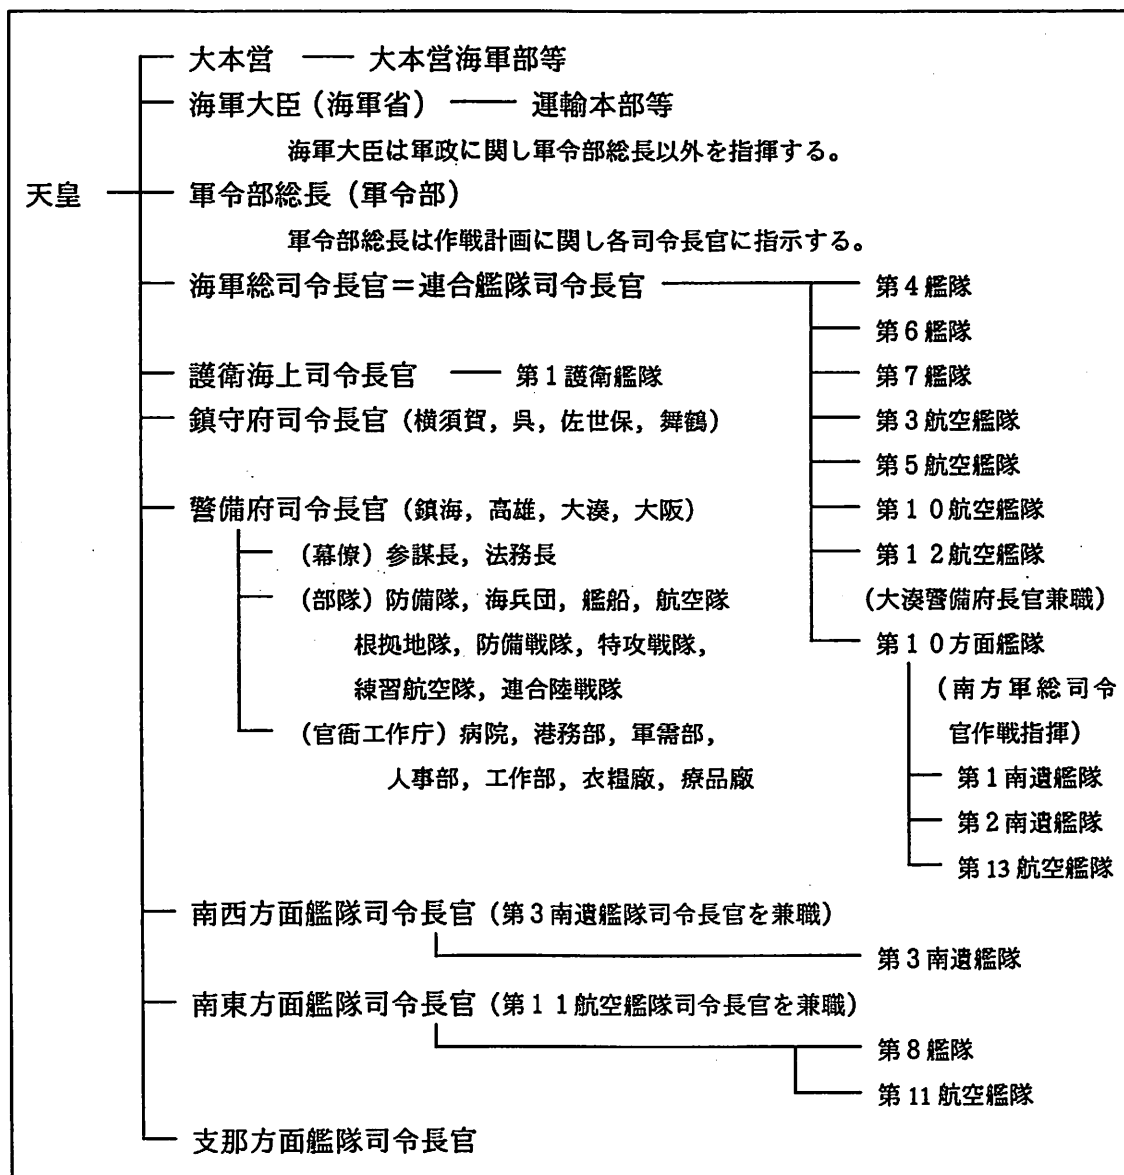 大本営 大本営海軍部等
海軍大臣(海軍省) 運輸本部等
海軍大臣は軍政に関し軍令部総長以外を指揮する。
天皇
軍令部総長(軍令部)
軍令部総長は作戦計画に関し各司令長官に指示する。
海軍総司令長官=連合艦隊司令長官
第4艦隊
第6艦隊
第7艦隊
第3航空艦隊
第5航空艦隊
第10航空艦隊
第12航空艦隊
(大湊警備府長官兼職)
第10方面艦隊
(南方軍総司令
官作戦指揮)
第1南遣艦隊
第2南遣艦隊
第13航空艦隊
護衛海上司令長官 第1護衛艦隊
鎮守府司令長官(横須賀,呉,佐世保,舞鶴)
警備府司令長官(鎮海,高雄,大湊,大阪)
(幕僚)参謀長,法務長
(部隊)防備隊,海兵団,艦船,航空隊
根拠地隊,防備戦隊,特攻戦隊,
練習航空隊,連合陸戦隊
(官衙工作庁)病院,港務部,軍需部,
人事部,工作部,衣糧廠,療品廠
南西方面艦隊司令長官(第3南遣艦隊司令長官を兼職)
第3南遣艦隊
南東方面艦隊司令長官(第11航空艦隊司令長官を兼職)
第8艦隊
第11航空艦隊
支那方面艦隊司令長官